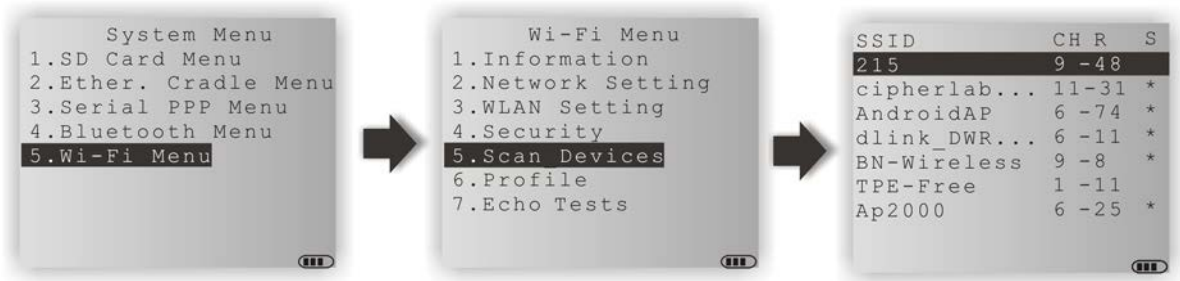 System Menu
1.SD Card Menu
2.Ether. Cradle Menu
3.Serial PPP Menu
4.Bluetooth Menu
5.Wi-Fi Menu
Wi-Fi Menu
1.Information
2.Network Setting
3.WLAN Setting
4.Security
5.Scan Devices
6.Profile
7.Echo Tests
SSID CH R S
215 9 -48
cipherlab... 11-31 *
AndroidAP 6 -74 *
dlink_DWR... 6 -11 *
BN-Wireless 9 -8 *
TPE-Free 1 -11
Ap2000 6 -25 *